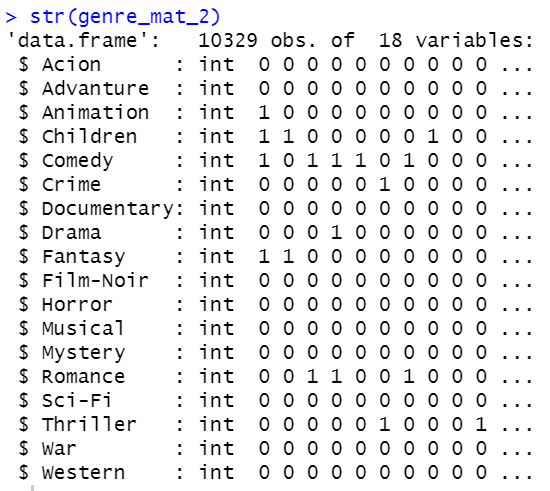 > str(genre_mat_2)
'data.frame':   10329 obs. of  18 variables:
 $ Acion      : int  0 0 0 0 0 0 0 0 0 0 ...
 $ Advanture  : int  0 0 0 0 0 0 0 0 0 0 ...
 $ Animation  : int  1 0 0 0 0 0 0 0 0 0 ...
 $ Children   : int  1 1 0 0 0 0 0 1 0 0 ...
 $ Comedy     : int  1 0 1 1 1 0 1 0 0 0 ...
 $ Crime      : int  0 0 0 0 0 1 0 0 0 0 ...
 $ Documentary: int  0 0 0 0 0 0 0 0 0 0 ...
 $ Drama      : int  0 0 0 1 0 0 0 0 0 0 ...
 $ Fantasy    : int  1 1 0 0 0 0 0 0 0 0 ...
 $ Film-Noir  : int  0 0 0 0 0 0 0 0 0 0 ...
 $ Horror     : int  0 0 0 0 0 0 0 0 0 0 ...
 $ Musical    : int  0 0 0 0 0 0 0 0 0 0 ...
 $ Mystery    : int  0 0 0 0 0 0 0 0 0 0 ...
 $ Romance    : int  0 0 1 1 0 0 1 0 0 0 ...
 $ Sci-Fi     : int  0 0 0 0 0 0 0 0 0 0 ...
 $ Thriller   : int  0 0 0 0 0 1 0 0 0 1 ...
 $ War        : int  0 0 0 0 0 0 0 0 0 0 ...
 $ Western    : int  0 0 0 0 0 0 0 0 0 0 ...